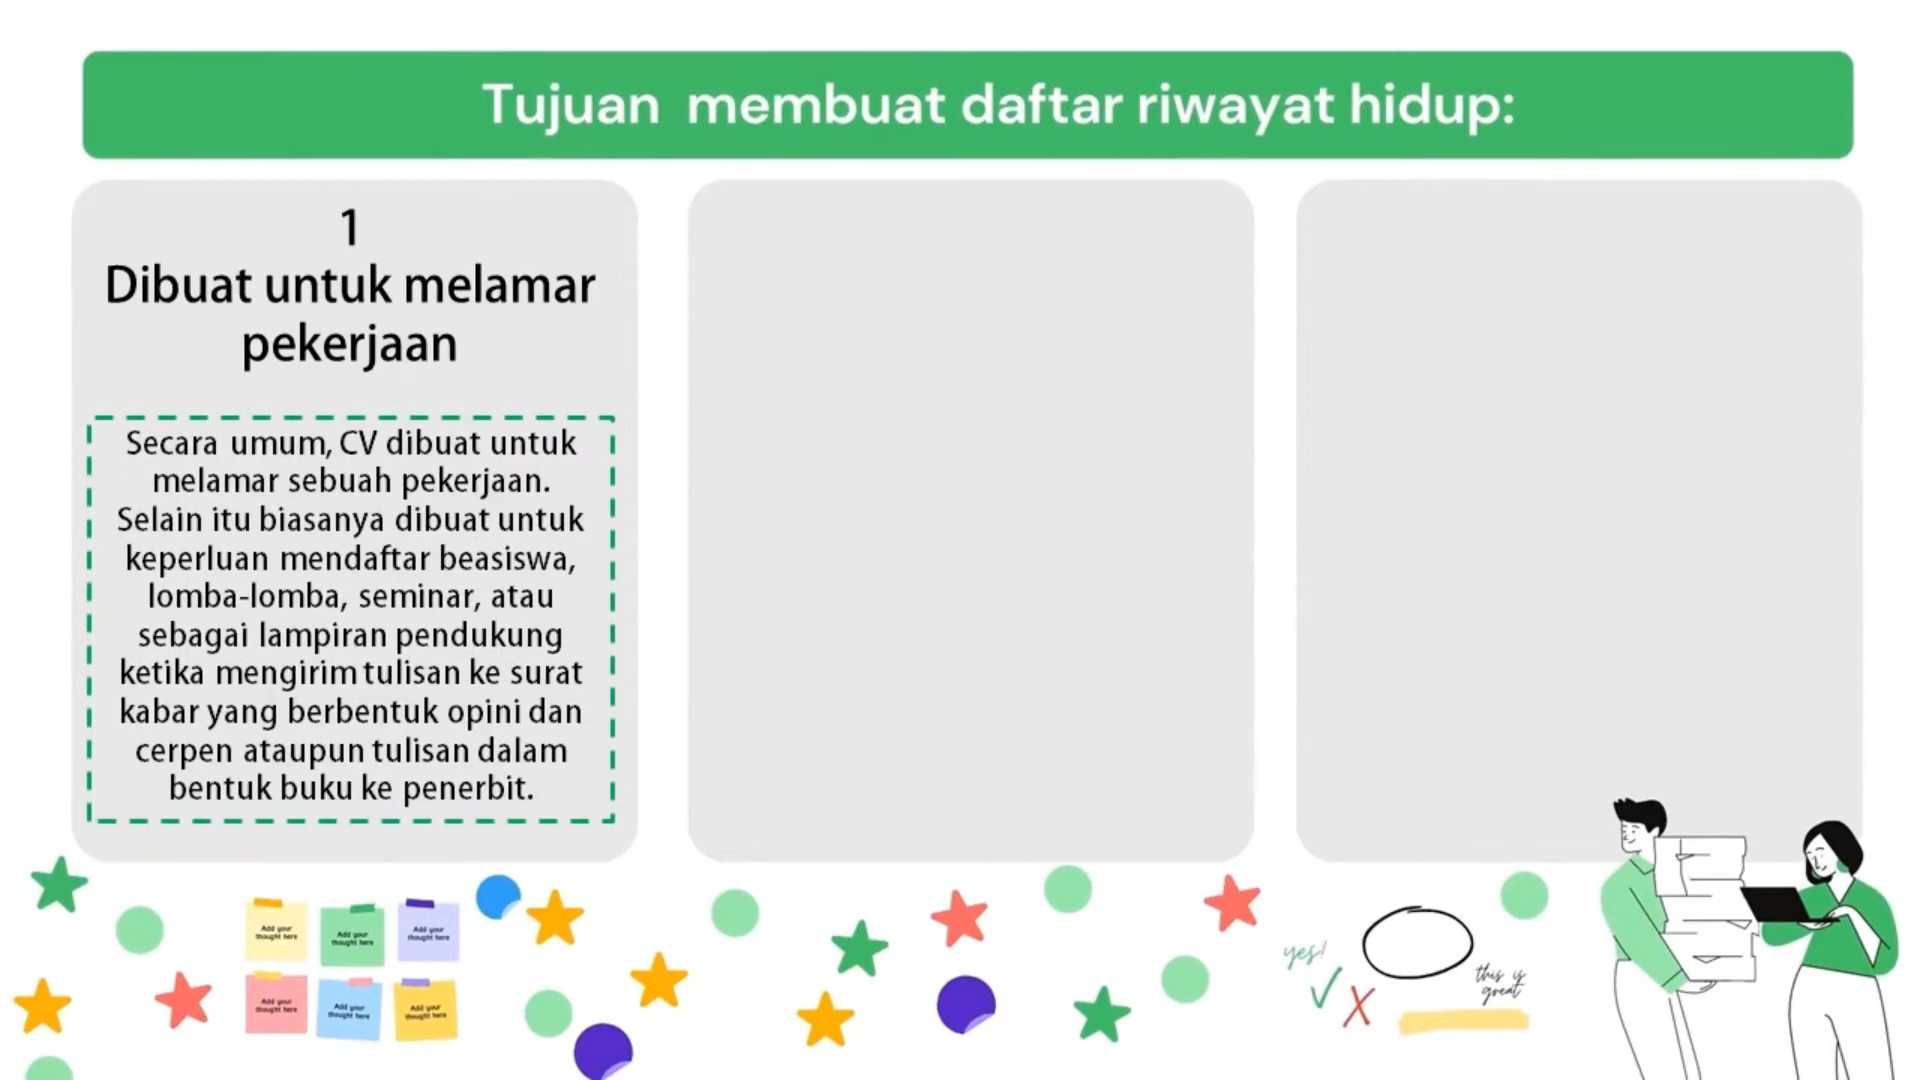 Tujuan membuat daftar riwayat hidup:
1
Dibuat untuk melamar
pekerjaan
Secara umum, CV dibuat untuk
melamar sebuah pekerjaan.
Selain itu biasanya dibuat untuk
keperluan mendaftar beasiswa,
lomba-lomba, seminar, atau
sebagai lampiran pendukung
ketika mengirim tulisan ke surat
kabar yang berbentuk opini dan
cerpen ataupun tulisan dalam
bentuk buku ke penerbit.
Add your
thought here
Add your
thought here
Add your
thought here
Add your
thought here
Add your
thought here
Add your
thought here
yes!
this is
great